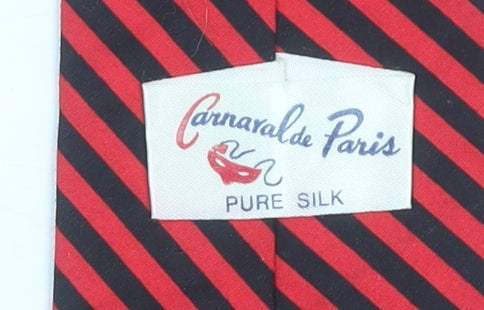 Carnaval de Paris
PURE SILK